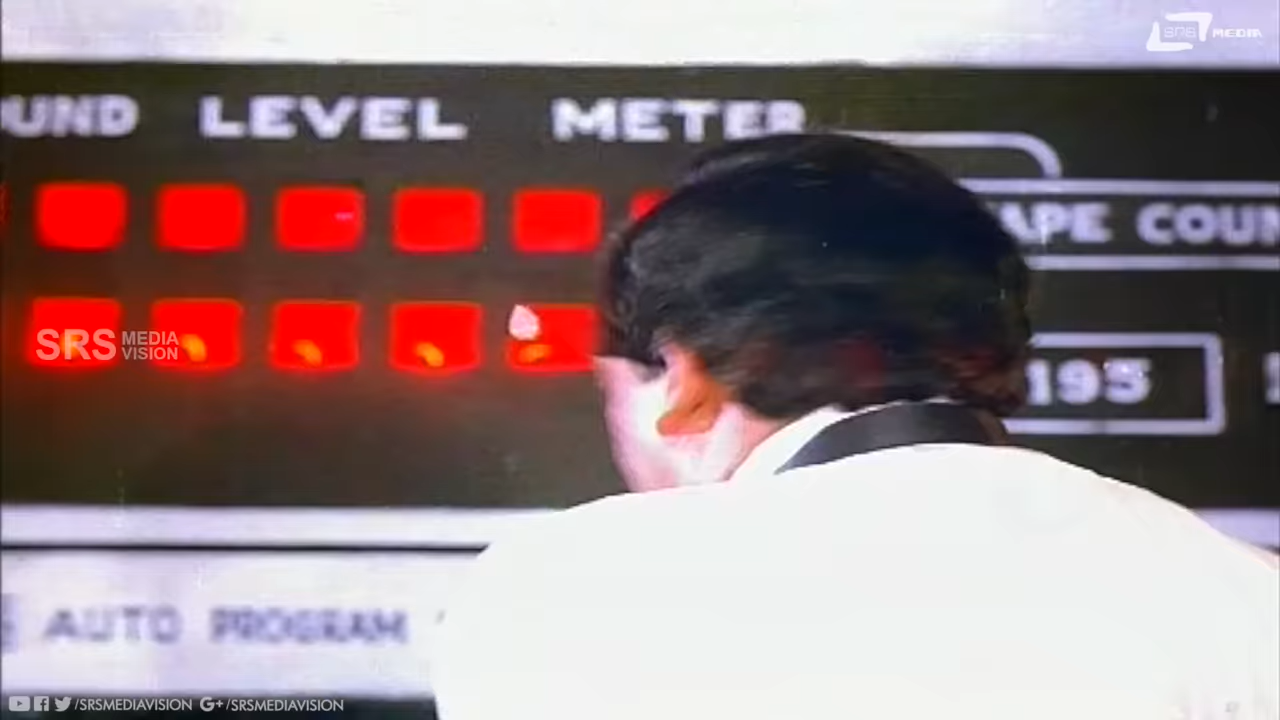 SRS MEDIA
UND LEVEL METER
APE COUN
SRS MEDIA VISION
195
AUTO PROGRAM
/SRSMEDIAVISION G+/SRSMEDIAVISION